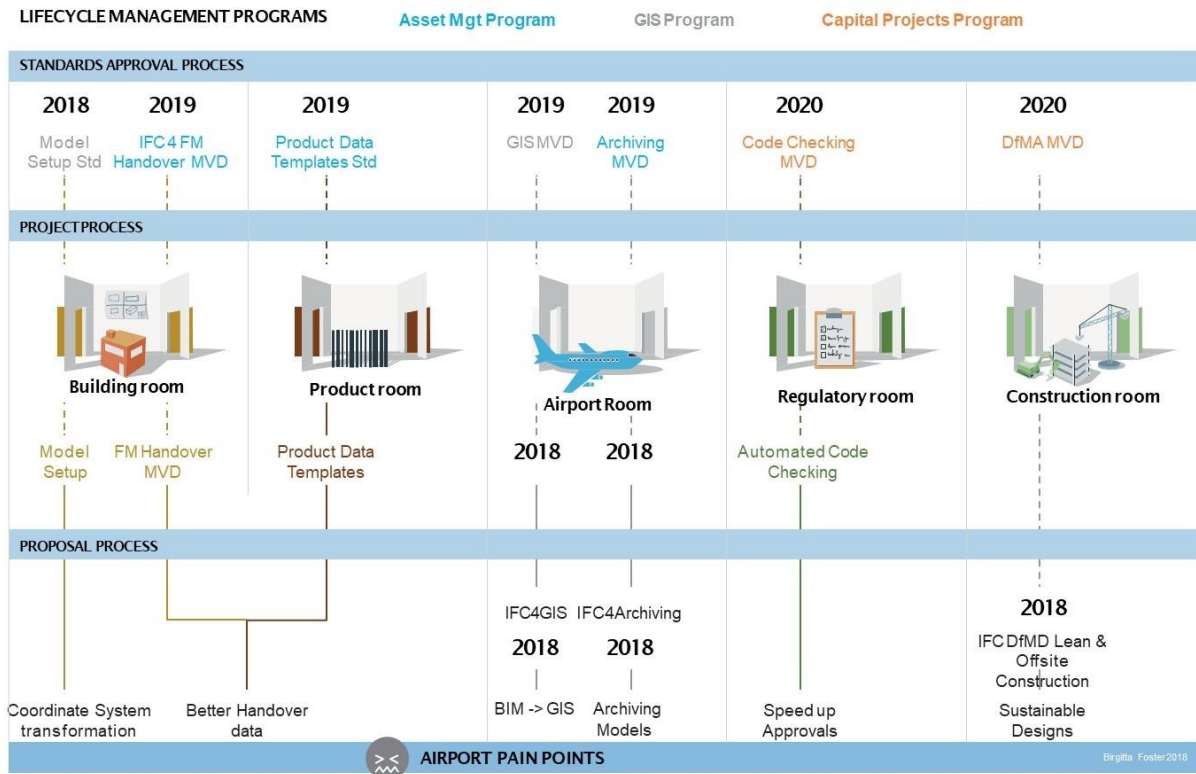 LIFECYCLE MANAGEMENT PROGRAMS
Asset Mgt Program
GIS Program
Capital Projects Program
STANDARDS APPROVAL PROCESS
2018
Model
Setup Std
2019
IFC4 FM
Handover MVD
2019
Product Data
Templates Std
2019
GIS MVD
2019
Archiving
MVD
2020
Code Checking
MVD
2020
DfMA MVD
PROJECT PROCESS
Building room
Product room
Airport Room
Regulatory room
Construction room
Model
Setup
FM Handover
MVD
Product Data
Templates
2018
2018
Automated Code
Checking
PROPOSAL PROCESS
IFC4GIS
2018
IFC4Archiving
2018
2018
IFC DfMD Lean &
Offsite
Construction
Coordinate System
transformation
Better Handover
data
BIM -> GIS
Archiving
Models
Speed up
Approvals
Sustainable
Designs
AIRPORT PAIN POINTS
Birgitta Foster 2018